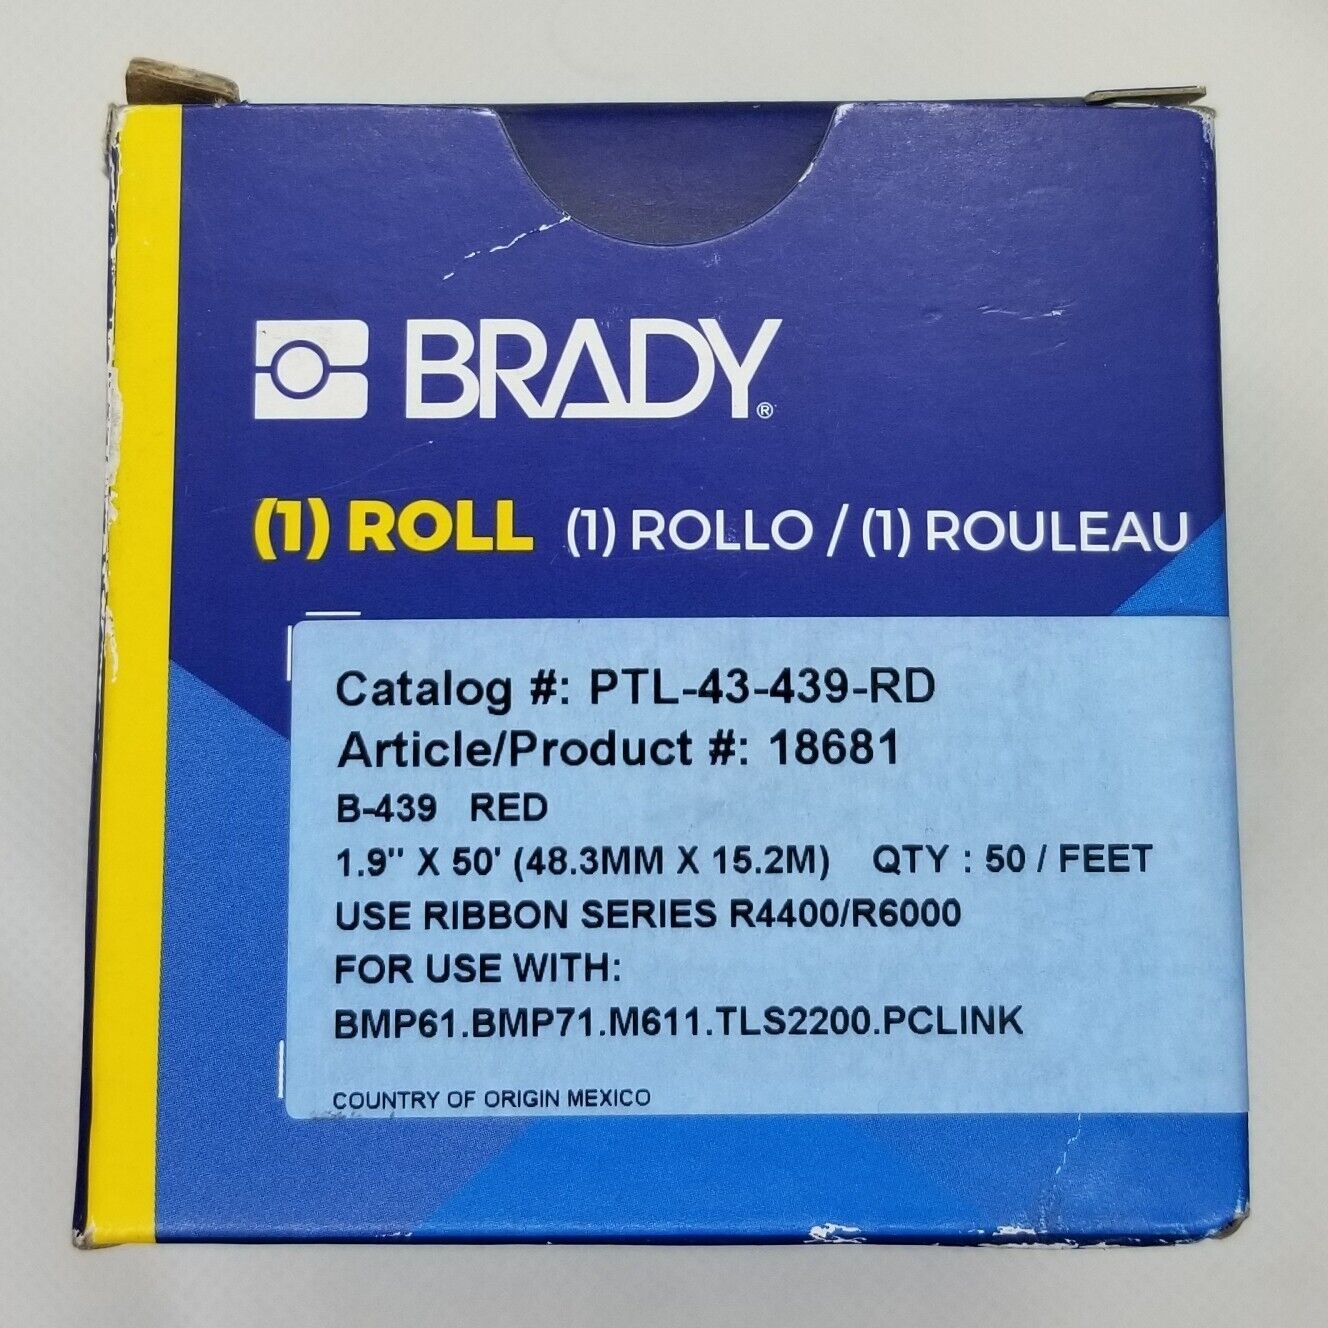 BRADY®
(1) ROLL (1) ROLLO / (1) ROULEAU
Catalog #: PTL-43-439-RD
Article/Product #: 18681
B-439 RED
1.9" X 50' (48.3MM X 15.2M) QTY : 50 / FEET
USE RIBBON SERIES R4400/R6000
FOR USE WITH:
BMP61.BMP71.M611.TLS2200.PCLINK
COUNTRY OF ORIGIN MEXICO